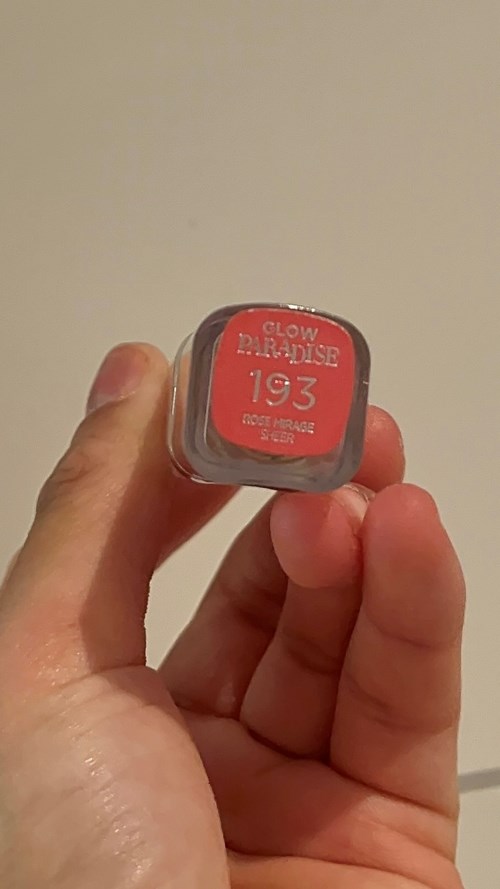 GLOW
PARADISE
193
ROSE MIRAGE
SHEER